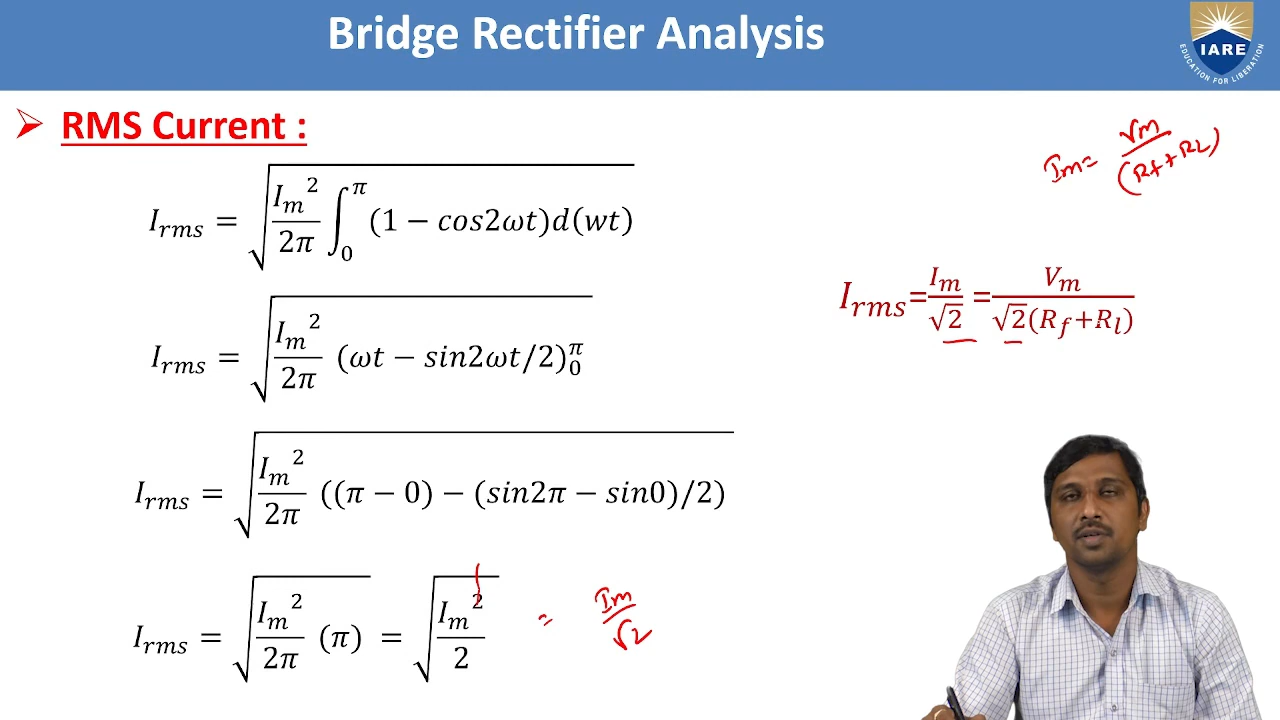 Bridge Rectifier Analysis
IARE
EDUCATION FOR LIBERATION
➢ RMS Current :
Im = Vm/(Rf+RL)
I_rms = √(I_m²/2π ∫₀^π (1 − cos2ωt)d(wt))
I_rms = I_m/√2 = V_m/(√2(R_f+R_l))
I_rms = √(I_m²/2π (ωt − sin2ωt/2)₀^π)
I_rms = √(I_m²/2π ((π − 0) − (sin2π − sin0)/2))
I_rms = √(I_m²/2π (π)) = √(I_m²/2) = Im/√2